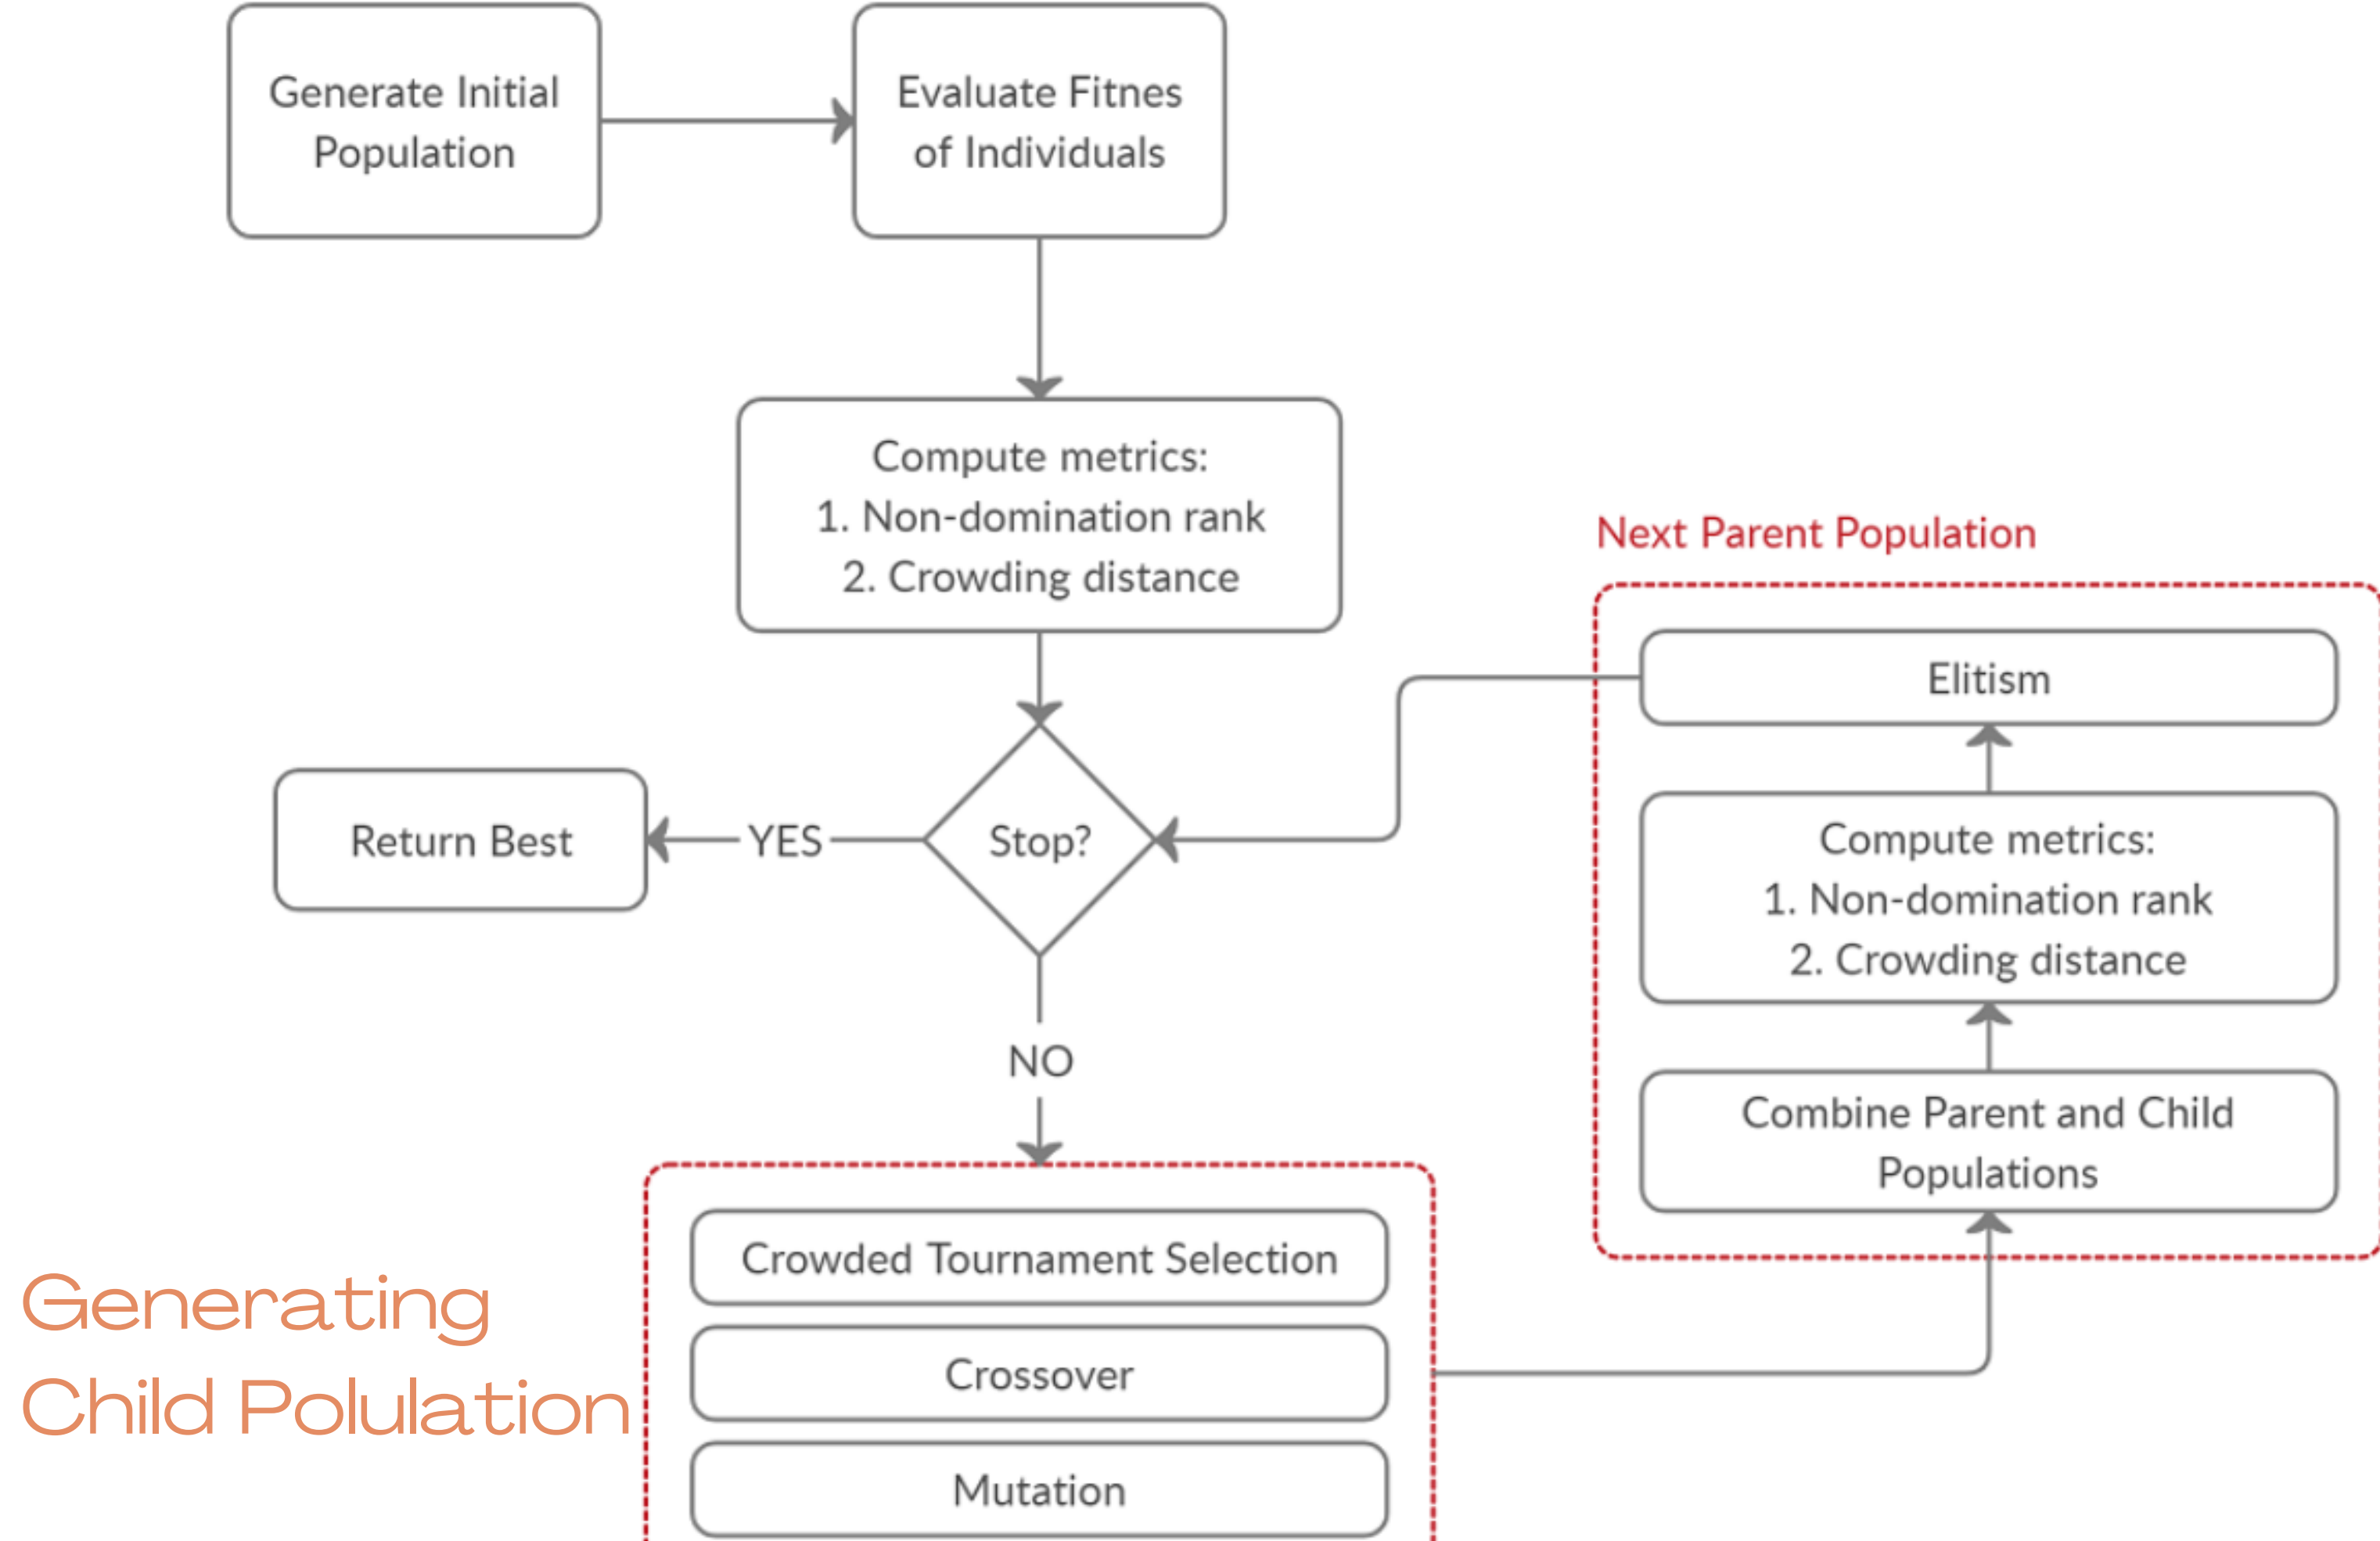 Generate Initial
Population
Evaluate Fitnes
of Individuals
Compute metrics:
1. Non-domination rank
2. Crowding distance
Stop?
YES
Return Best
NO
Generating
Child Polulation
Crowded Tournament Selection
Crossover
Mutation
Next Parent Population
Elitism
Compute metrics:
1. Non-domination rank
2. Crowding distance
Combine Parent and Child
Populations